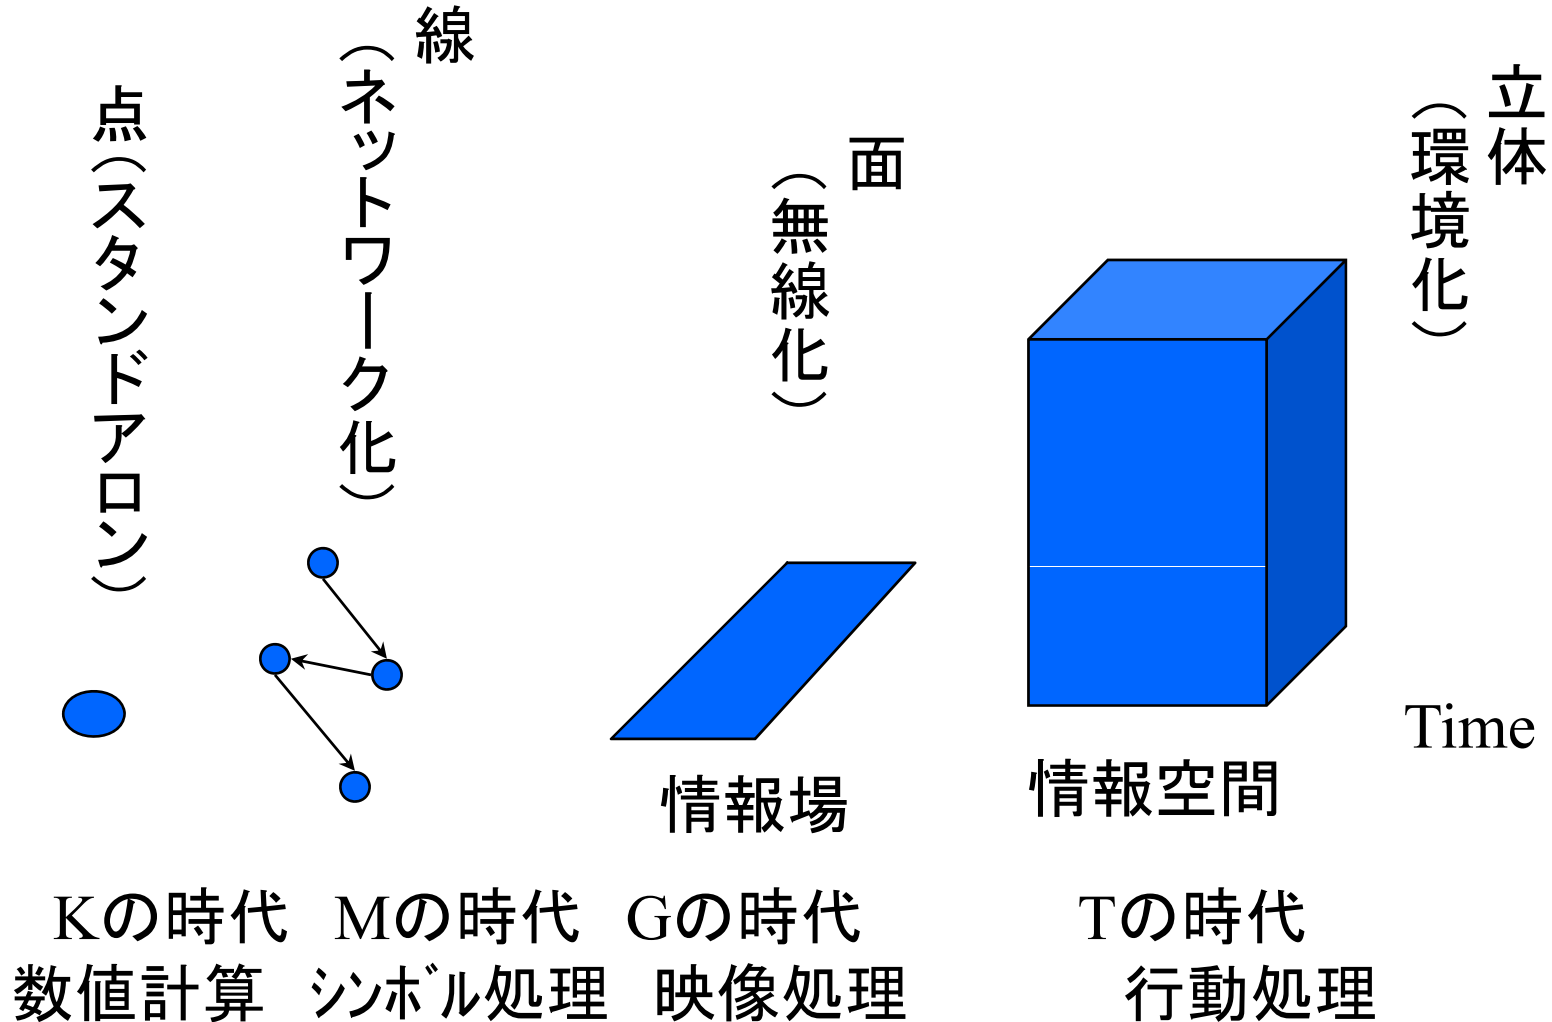 点(スタンドアロン)
線
(ネットワーク化)
面
(無線化)
立体
(環境化)
Time
情報場
情報空間
Kの時代
数値計算
Mの時代
シンボル処理
Gの時代
映像処理
Tの時代
行動処理